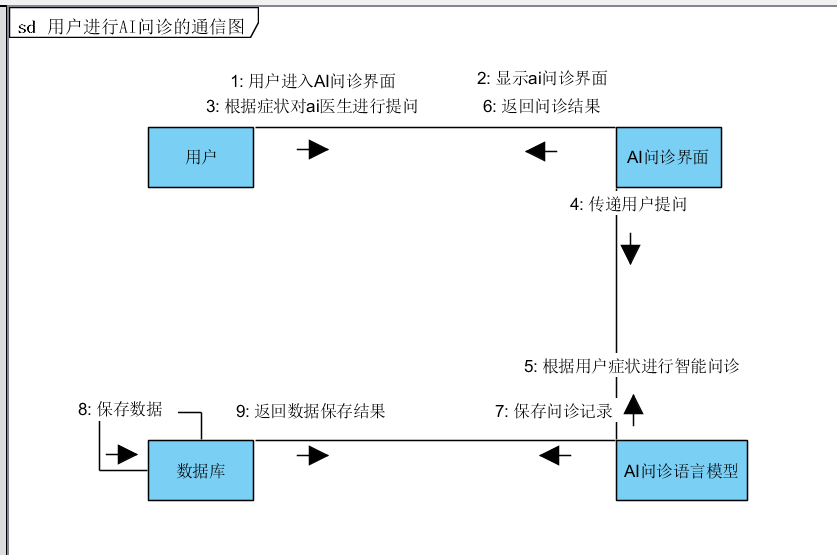 sd 用户进行AI问诊的通信图
1: 用户进入AI问诊界面
2: 显示ai问诊界面
3: 根据症状对ai医生进行提问
6: 返回问诊结果
用户
AI问诊界面
4: 传递用户提问
5: 根据用户症状进行智能问诊
8: 保存数据
9: 返回数据保存结果
7: 保存问诊记录
数据库
AI问诊语言模型